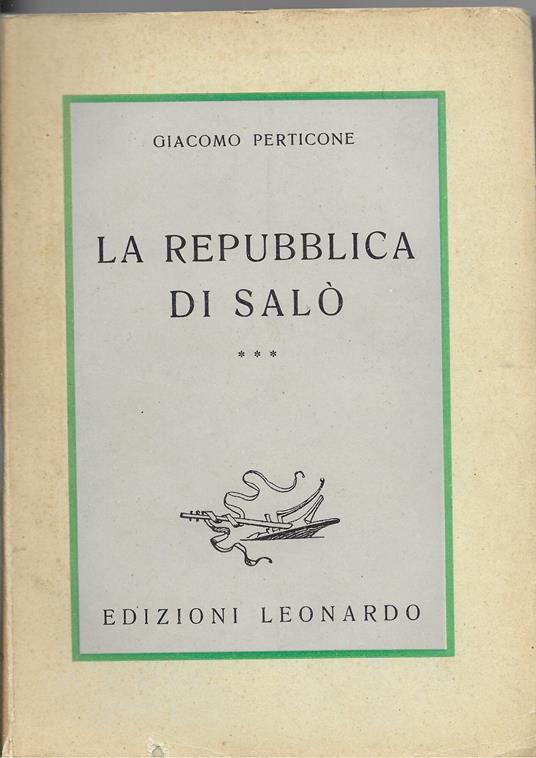 GIACOMO PERTICONE
LA REPUBBLICA
DI SALÒ
* * *
EDIZIONI LEONARDO